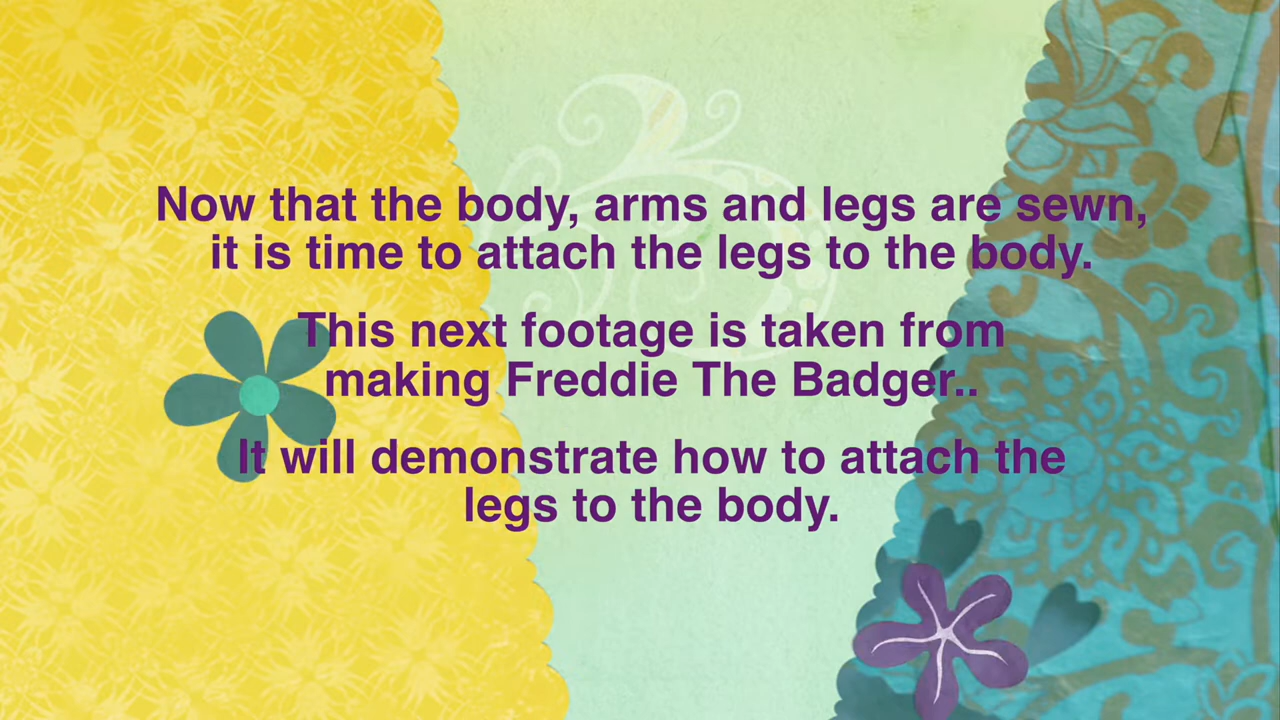 Now that the body, arms and legs are sewn,
it is time to attach the legs to the body.
This next footage is taken from
making Freddie The Badger..
It will demonstrate how to attach the
legs to the body.